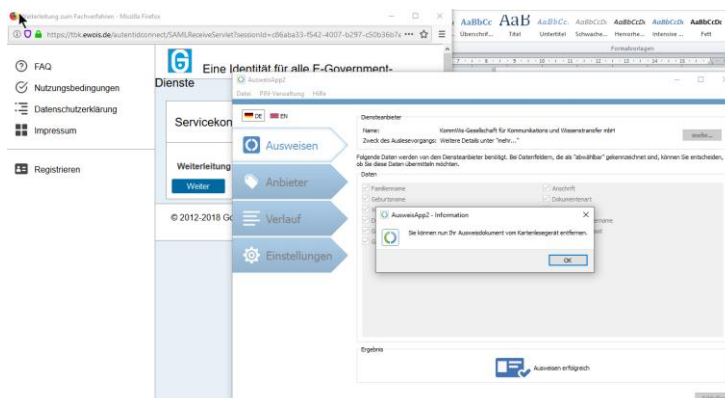 Weiterleitung zum Fachverfahren - Mozilla Firefox
https://tbk.ewois.de/autentidconnect/SAMLReceiveServlet?sessionId=c86aba33-f542-4007-b297-c50b36b7
FAQ
Nutzungsbedingungen
Datenschutzerklärung
Impressum
Registrieren
Eine Identität für alle E-Government-
Dienste
Servicekon
Weiterleitung
Weiter
© 2012-2018 Go
AaBbCc AaB AaBbCc. AaBbCcDı AaBbCcDı AaBbCcDı AaBbCcDı
Überschrif... Titel Untertitel Schwache... Hervorhe... Intensive ... Fett
Formatvorlagen
AusweisApp2
Datei PIN-Verwaltung Hilfe
DE EN
Ausweisen
Anbieter
Verlauf
Einstellungen
Diensteanbieter
Name: KommWis-Gesellschaft für Kommunikations und Wissenstransfer mbH
Zweck des Auslesevorgangs: Weitere Details unter "mehr..."
mehr...
Folgende Daten werden von dem Diensteanbieter benötigt. Bei Datenfeldern, die als "abwählbar" gekennzeichnet sind, können Sie entscheiden,
ob Sie diese Daten übermitteln möchten.
Daten
Familienname
Anschrift
Geburtsname
Dokumentenart
AusweisApp2 - Information
Sie können nun Ihr Ausweisdokument vom Kartenlesegerät entfernen.
OK
Ergebnis
Ausweisen erfolgreich